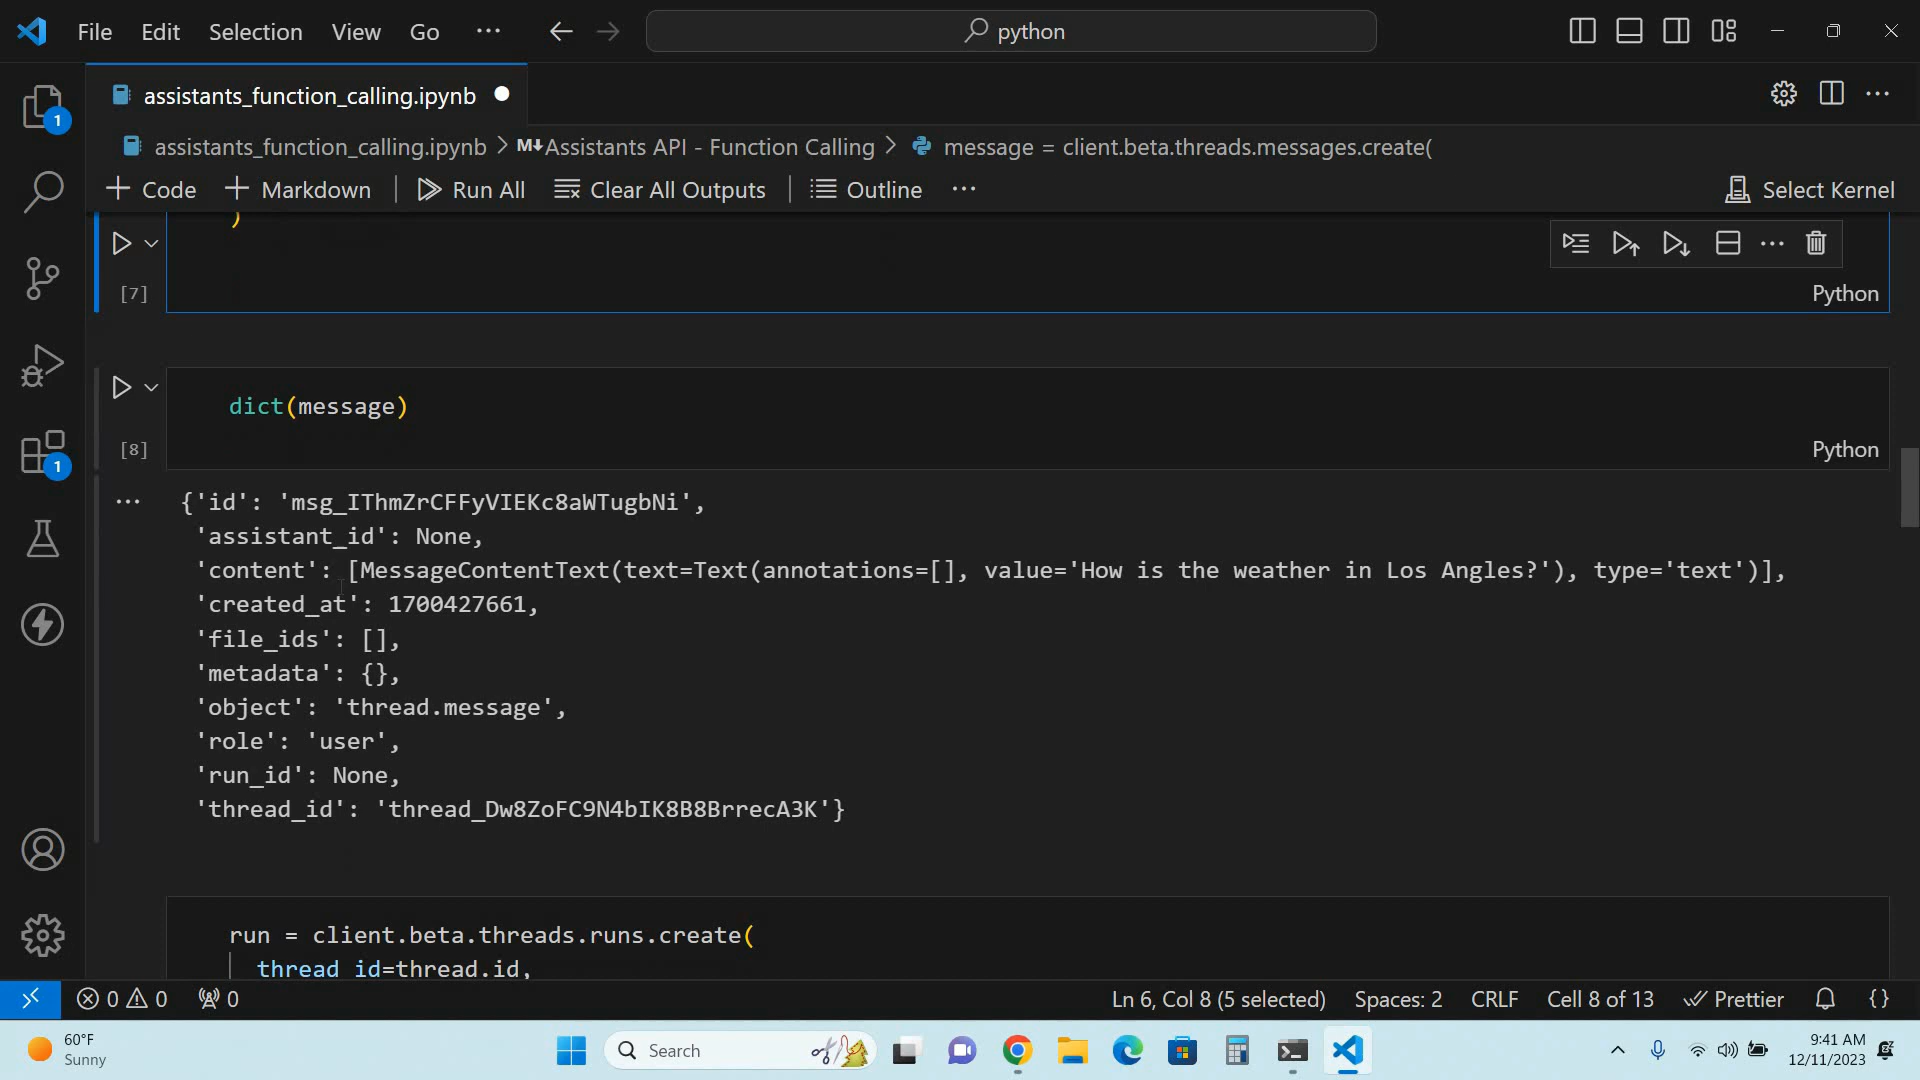 File Edit Selection View Go ··· python
assistants_function_calling.ipynb
assistants_function_calling.ipynb > M↓Assistants API - Function Calling > message = client.beta.threads.messages.create(
+ Code + Markdown Run All Clear All Outputs Outline ··· Select Kernel
)
[7] Python
dict(message)
[8] Python
{'id': 'msg_IThmZrCFFyVIEKc8aWTugbNi',
'assistant_id': None,
'content': [MessageContentText(text=Text(annotations=[], value='How is the weather in Los Angles?'), type='text')],
'created_at': 1700427661,
'file_ids': [],
'metadata': {},
'object': 'thread.message',
'role': 'user',
'run_id': None,
'thread_id': 'thread_Dw8ZoFC9N4bIK8B8BrrecA3K'}
run = client.beta.threads.runs.create(
thread_id=thread.id,
1
1
0 0 0 Ln 6, Col 8 (5 selected) Spaces: 2 CRLF Cell 8 of 13 Prettier {}
60°F
Sunny
Search
9:41 AM
12/11/2023